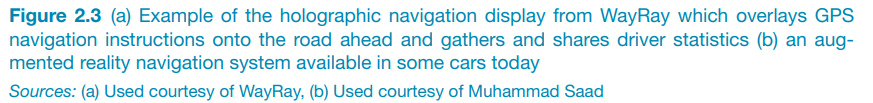 Figure 2.3 (a) Example of the holographic navigation display from WayRay which overlays GPS
navigation instructions onto the road ahead and gathers and shares driver statistics (b) an aug-
mented reality navigation system available in some cars today
Sources: (a) Used courtesy of WayRay, (b) Used courtesy of Muhammad Saad